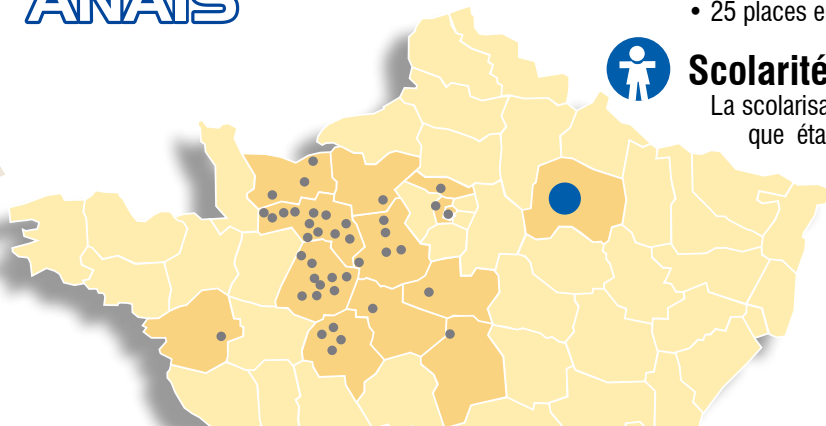 ANAIS
• 25 places e
Scolarité
La scolarisa
que éta